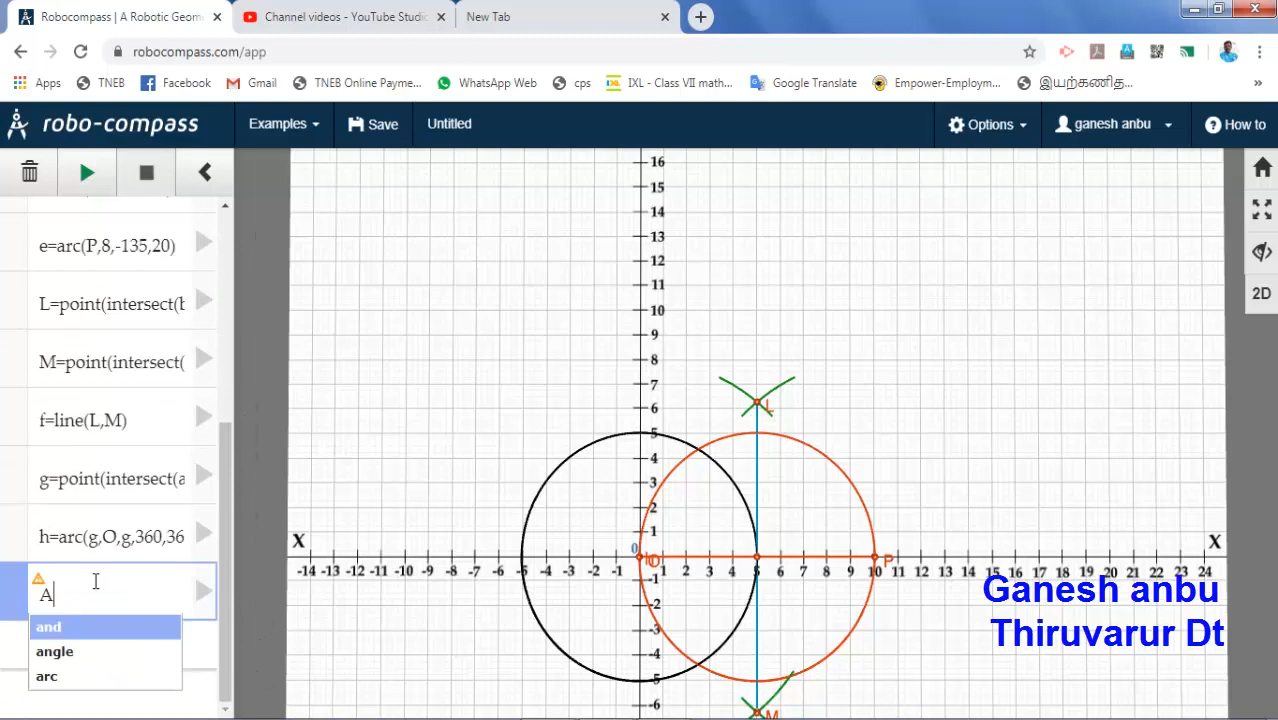 Robocompass | A Robotic Geom
Channel videos - YouTube Studio
New Tab
robocompass.com/app
Apps
TNEB
Facebook
Gmail
TNEB Online Payme...
WhatsApp Web
cps
IXL - Class VII math...
Google Translate
Empower-Employm...
இயற்கணித...
»
robo-compass
Examples
Save
Untitled
Options
ganesh anbu
How to
e=arc(P,8,-135,20)
L=point(intersect(b
M=point(intersect(
f=line(L,M)
g=point(intersect(a
h=arc(g,O,g,360,36
A
and
angle
arc
16
15
14
13
12
11
10
9
8
7
6
5
4
3
2
1
0
-1
-2
-3
-4
-5
-6
X
X
-14 -13 -12 -11 -10 -9 -8 -7 -6 -5 -4 -3 -2 -1 1 2 3 4 5 6 7 8 9 10 11 12 13 14 15 16 17 18 19 20 21 22 23 24
L
O
P
M
2D
Ganesh anbu
Thiruvarur Dt